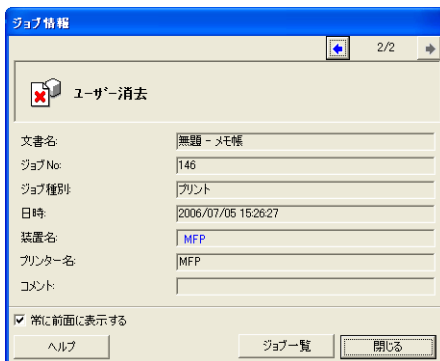 ジョブ情報
2/2
ユーザー消去
文書名: 無題 - メモ帳
ジョブNo: 146
ジョブ種別: プリント
日時: 2006/07/05 15:26:27
装置名: MFP
プリンター名: MFP
コメント:
常に前面に表示する
ヘルプ ジョブ一覧 閉じる